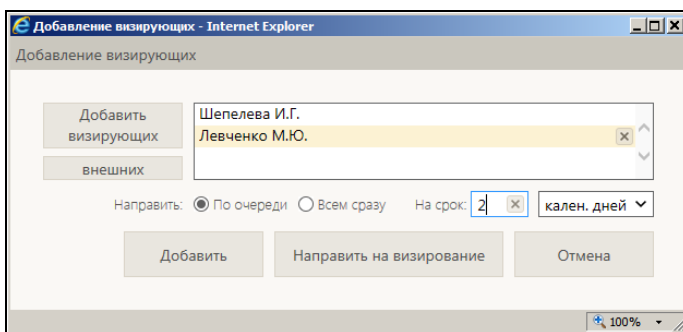 Добавление визирующих - Internet Explorer
Добавление визирующих
Добавить визирующих
Шепелева И.Г.
Левченко М.Ю.
внешних
Направить: По очереди Всем сразу На срок: 2 кален. дней
Добавить Направить на визирование Отмена
100%